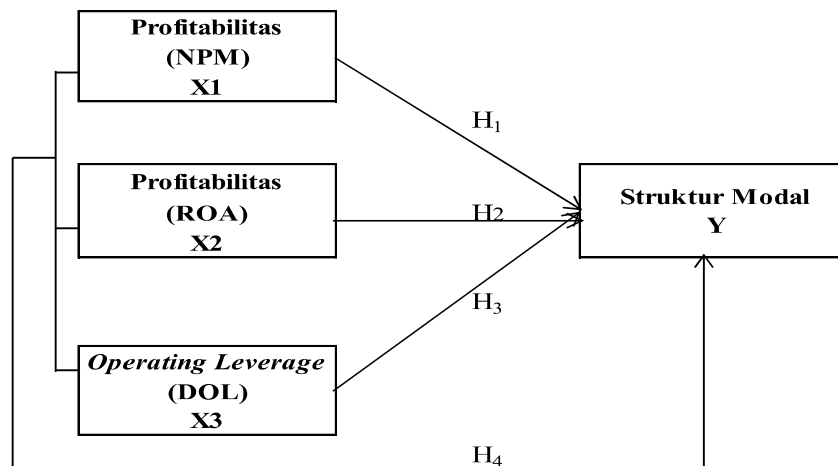 Profitabilitas
(NPM)
X1
H₁
Profitabilitas
(ROA)
X2
H2
Struktur Modal
Y
H₃
Operating Leverage
(DOL)
X3
H₄